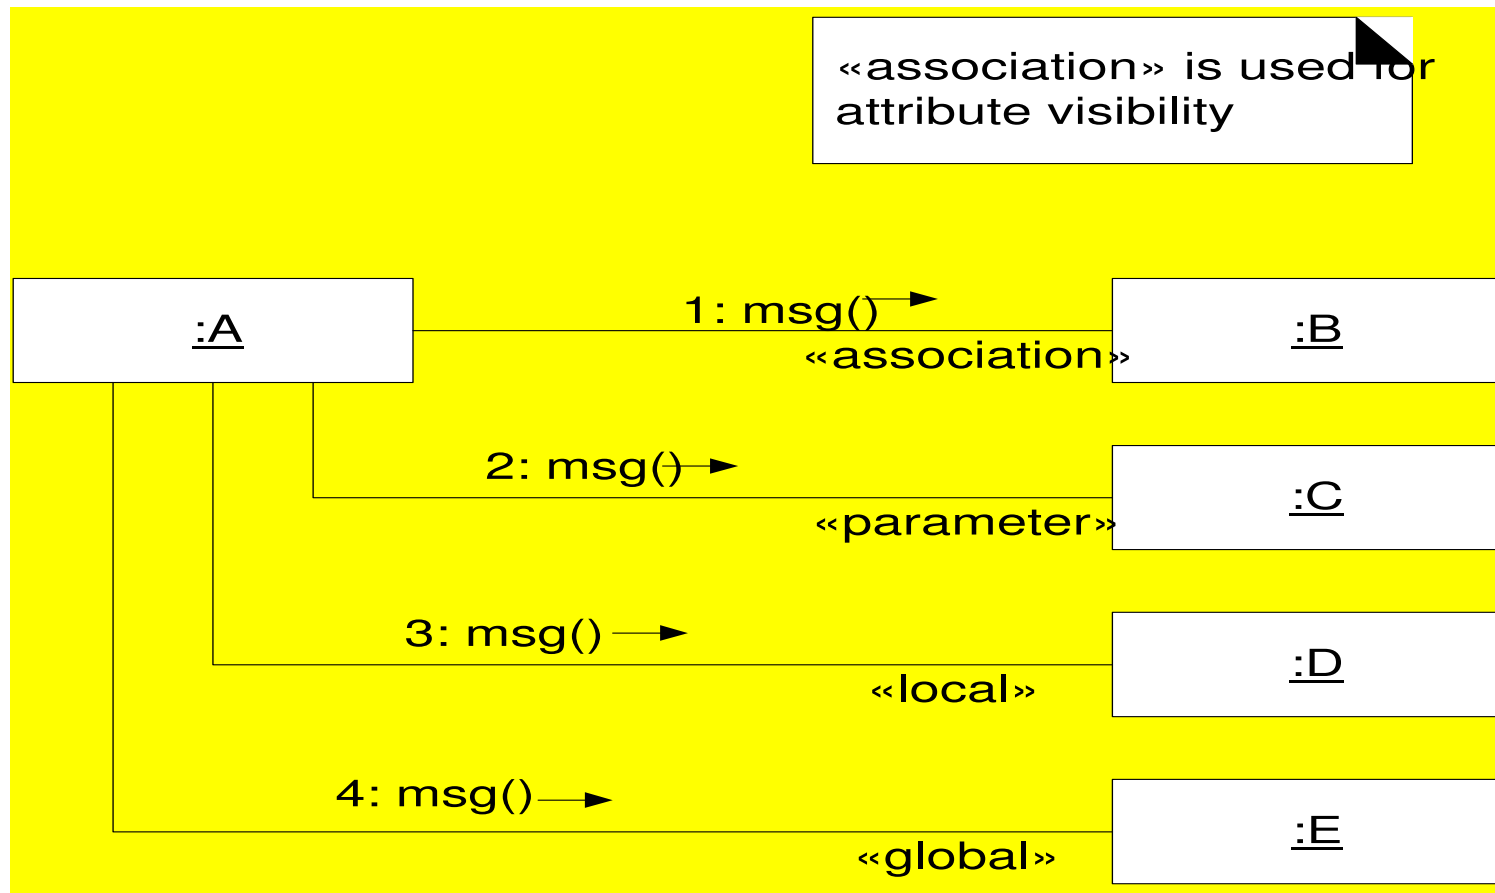 «association» is used for
attribute visibility
:A
1: msg()
«association»
:B
2: msg()
«parameter»
:C
3: msg()
«local»
:D
4: msg()
«global»
:E